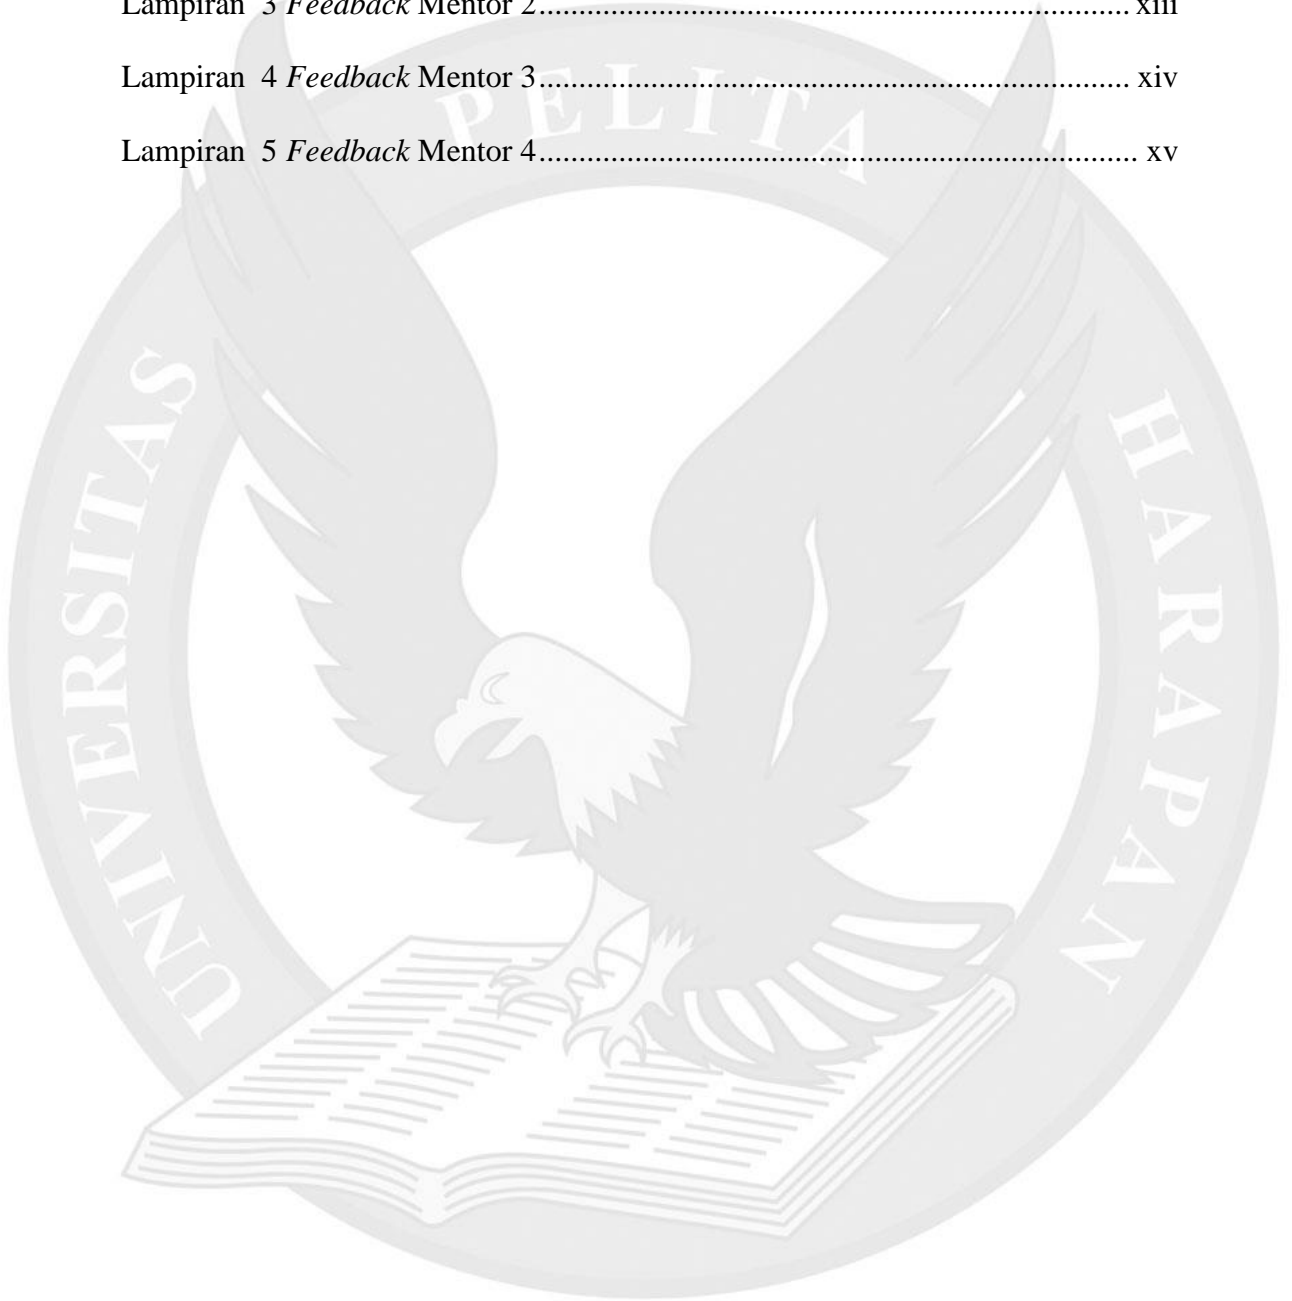 Lampiran 3 Feedback Mentor 2.......................................................................... xiii
Lampiran 4 Feedback Mentor 3.......................................................................... xiv
Lampiran 5 Feedback Mentor 4........................................................................... xv
UNIVERSITAS PELITA HARAPAN